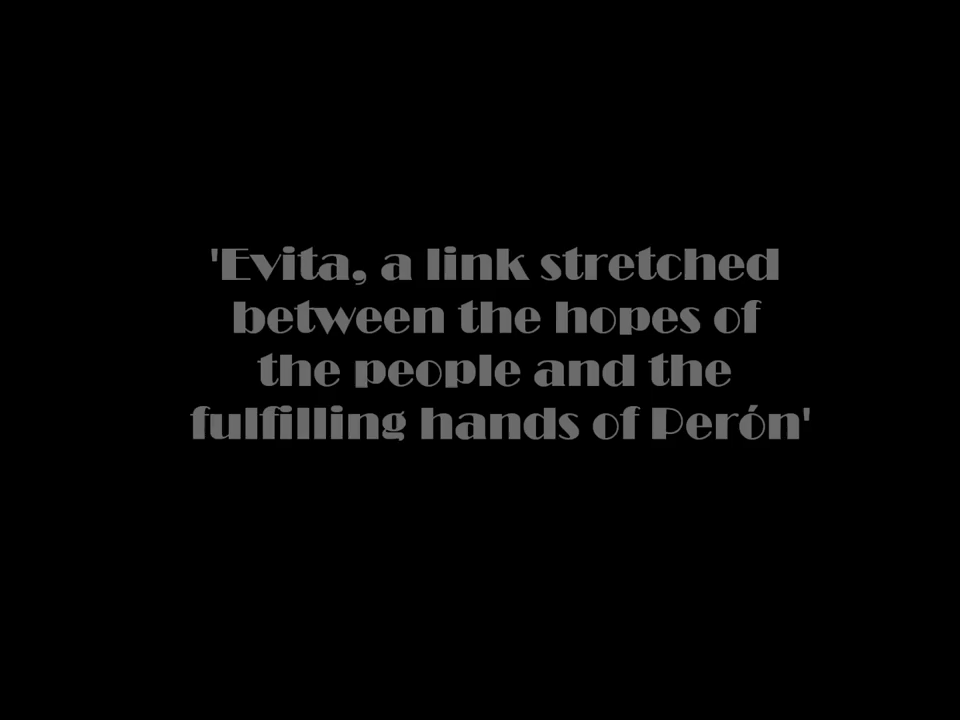 'Evita, a link stretched
between the hopes of
the people and the
fulfilling hands of Perón'